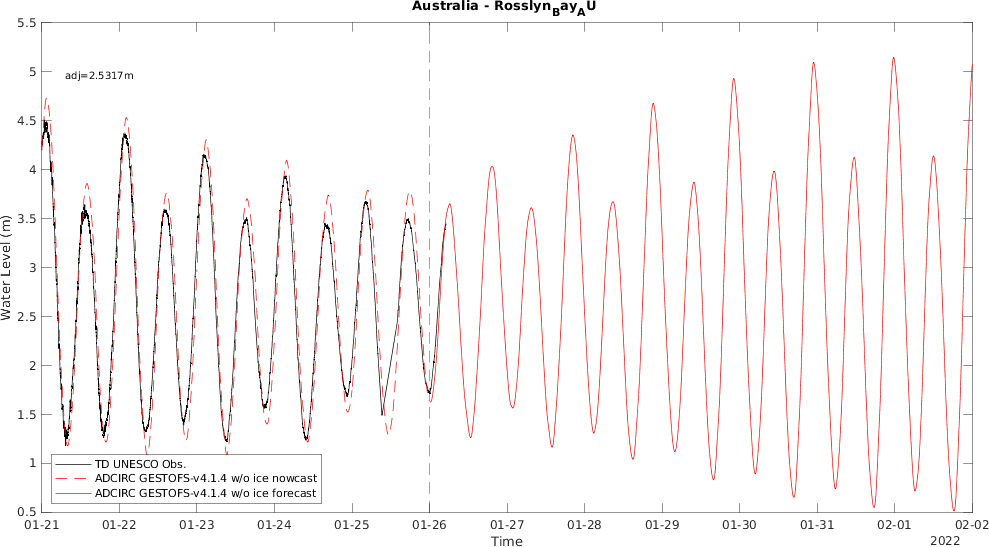 Australia - Rosslyn_Bay_AU
5.5
adj=2.5317m
5
4.5
4
3.5
3
2.5
2
1.5
1
0.5
Water Level (m)
TD UNESCO Obs.
ADCIRC GESTOFS-v4.1.4 w/o ice nowcast
ADCIRC GESTOFS-v4.1.4 w/o ice forecast
01-21 01-22 01-23 01-24 01-25 01-26 01-27 01-28 01-29 01-30 01-31 02-01 02-02
Time
2022